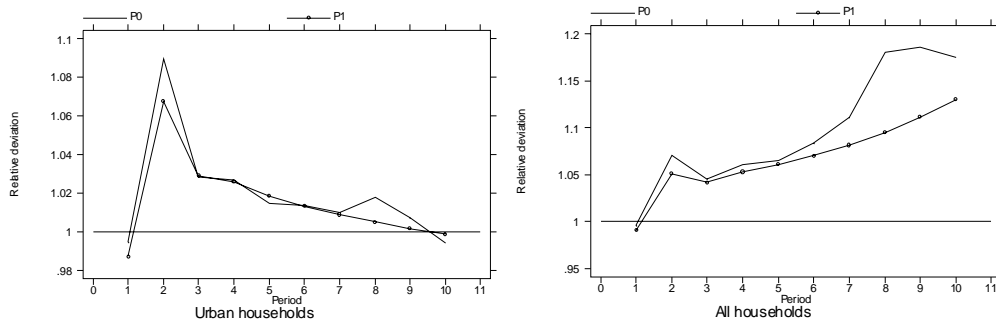 P0 P1
1.1
1.08
1.06
1.04
1.02
1
.98
Relative deviation
0 1 2 3 4 5 6 7 8 9 10 11
Period
Urban households
P0 P1
1.2
1.15
1.1
1.05
1
.95
Relative deviation
0 1 2 3 4 5 6 7 8 9 10 11
Period
All households